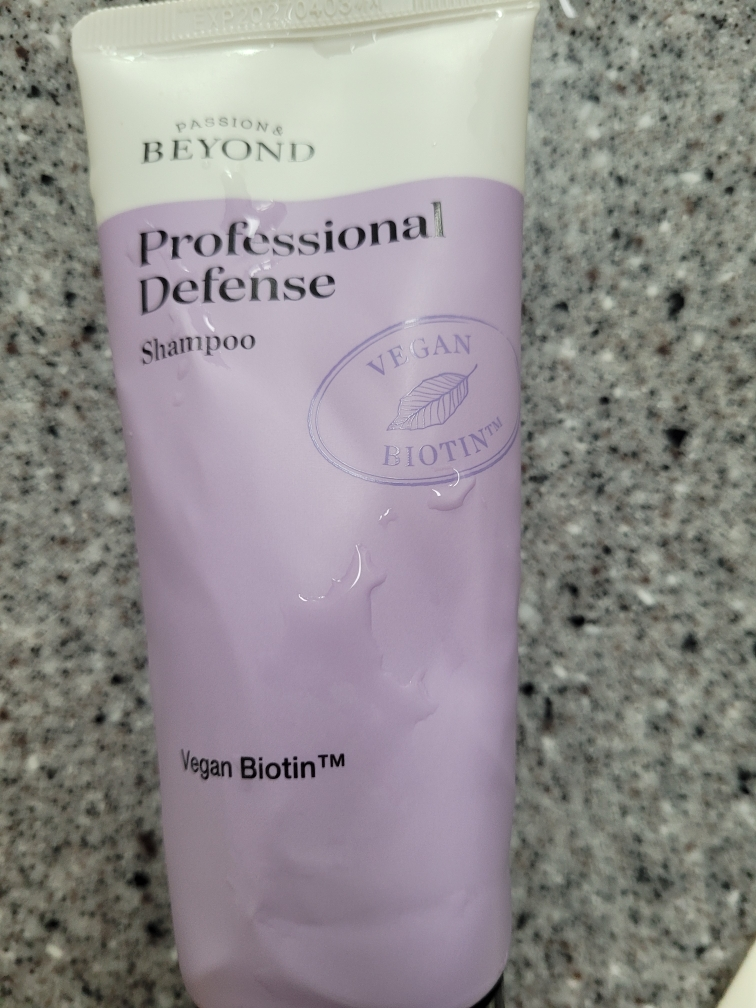 PASSION&
BEYOND
Professional
Defense
Shampoo
VEGAN
BIOTIN™
Vegan Biotin™